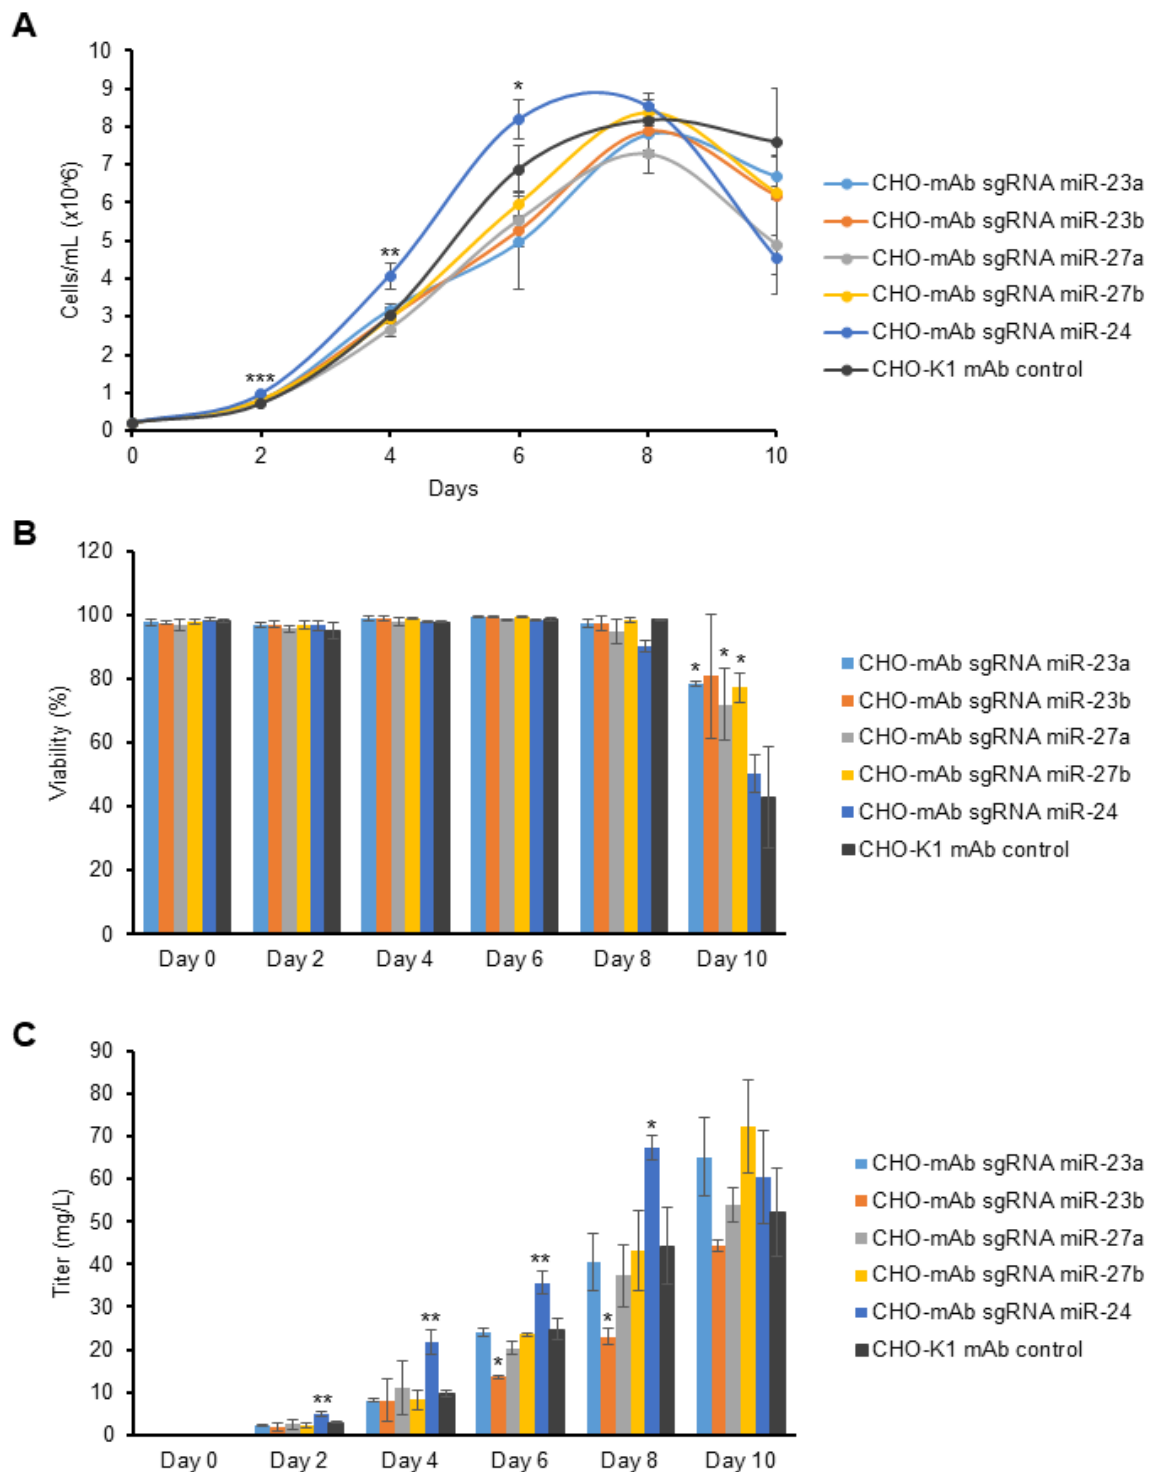 A
10
9
8
7
6
5
4
3
2
1
0
Cells/mL (x10^6)
*
**
***
0 2 4 6 8 10
Days
CHO-mAb sgRNA miR-23a
CHO-mAb sgRNA miR-23b
CHO-mAb sgRNA miR-27a
CHO-mAb sgRNA miR-27b
CHO-mAb sgRNA miR-24
CHO-K1 mAb control
B
120
100
80
60
40
20
0
Viability (%)
* * *
Day 0 Day 2 Day 4 Day 6 Day 8 Day 10
CHO-mAb sgRNA miR-23a
CHO-mAb sgRNA miR-23b
CHO-mAb sgRNA miR-27a
CHO-mAb sgRNA miR-27b
CHO-mAb sgRNA miR-24
CHO-K1 mAb control
C
90
80
70
60
50
40
30
20
10
0
Titer (mg/L)
** ** * ** * *
Day 0 Day 2 Day 4 Day 6 Day 8 Day 10
CHO-mAb sgRNA miR-23a
CHO-mAb sgRNA miR-23b
CHO-mAb sgRNA miR-27a
CHO-mAb sgRNA miR-27b
CHO-mAb sgRNA miR-24
CHO-K1 mAb control